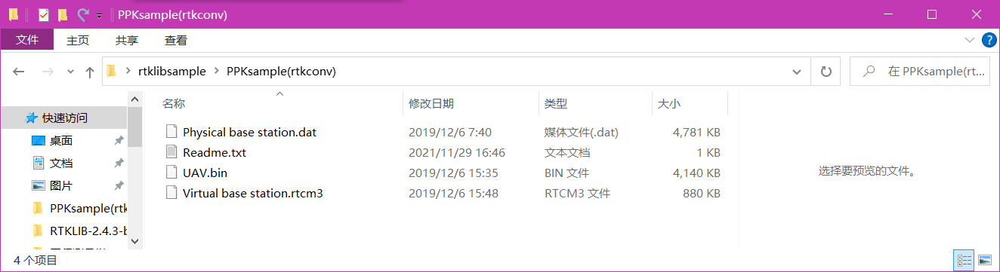 PPKsample(rtkconv)
文件 主页 共享 查看
rtklibsample PPKsample(rtkconv) 在 PPKsample(rt...
名称 修改日期 类型 大小
快速访问
桌面
文档
图片
PPKsample(rtk
RTKLIB-2.4.3-b
Physical base station.dat 2019/12/6 7:40 媒体文件(.dat) 4,781 KB
Readme.txt 2021/11/29 16:46 文本文档 1 KB
UAV.bin 2019/12/6 15:35 BIN 文件 4,140 KB
Virtual base station.rtcm3 2019/12/6 15:48 RTCM3 文件 880 KB
选择要预览的文件。
4 个项目